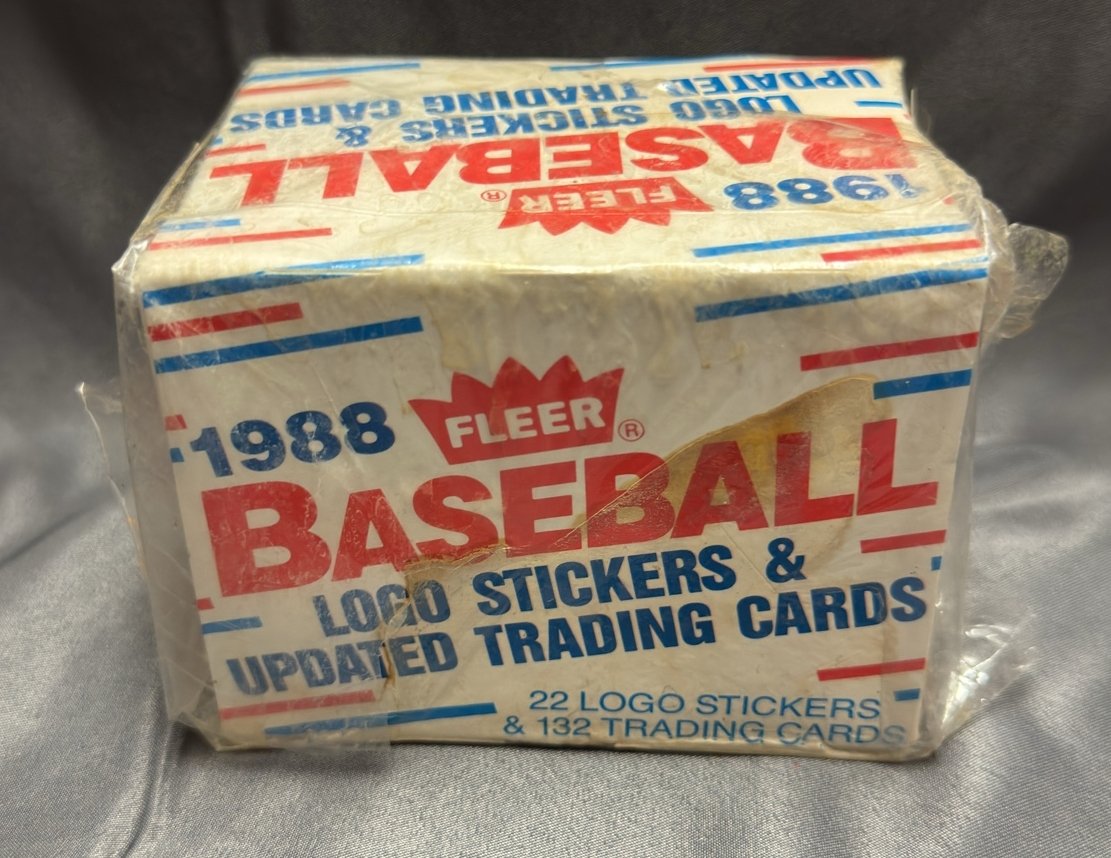 UPDATED TRADING CARDS
LOGO STICKERS &
BASEBALL
1988 FLEER ®
1988 FLEER ®
BASEBALL
LOGO STICKERS &
UPDATED TRADING CARDS
22 LOGO STICKERS
& 132 TRADING CARDS